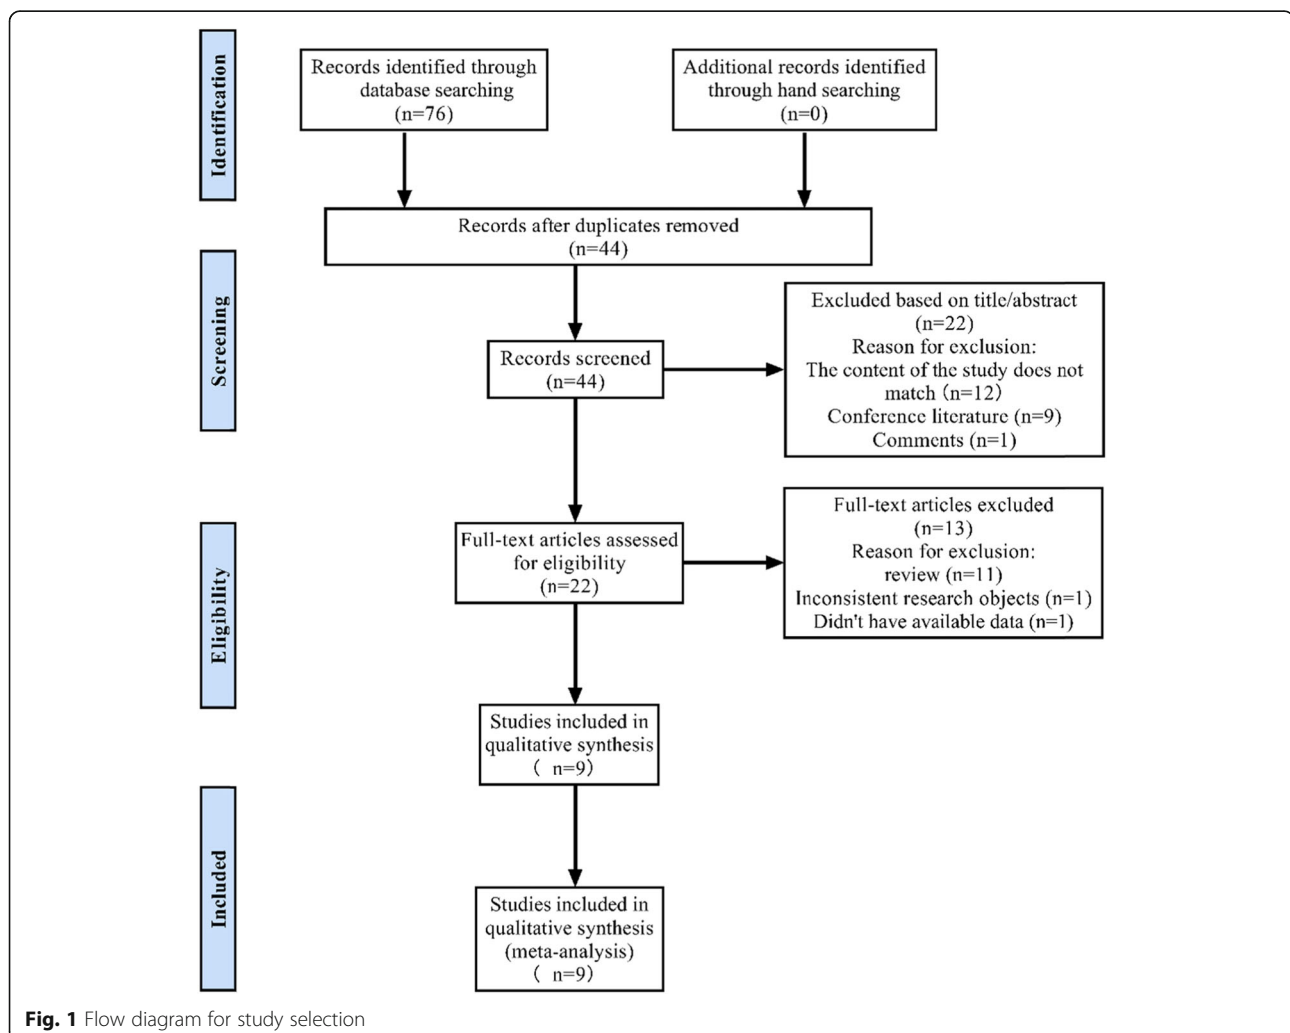 Identification
Records identified through
database searching
(n=76)
Additional records identified
through hand searching
(n=0)
Records after duplicates removed
(n=44)
Screening
Records screened
(n=44)
Excluded based on title/abstract
(n=22)
Reason for exclusion:
The content of the study does not
match (n=12)
Conference literature (n=9)
Comments (n=1)
Eligibility
Full-text articles assessed
for eligibility
(n=22)
Full-text articles excluded
(n=13)
Reason for exclusion:
review (n=11)
Inconsistent research objects (n=1)
Didn't have available data (n=1)
Studies included in
qualitative synthesis
( n=9)
Included
Studies included in
qualitative synthesis
(meta-analysis)
( n=9)
Fig. 1 Flow diagram for study selection